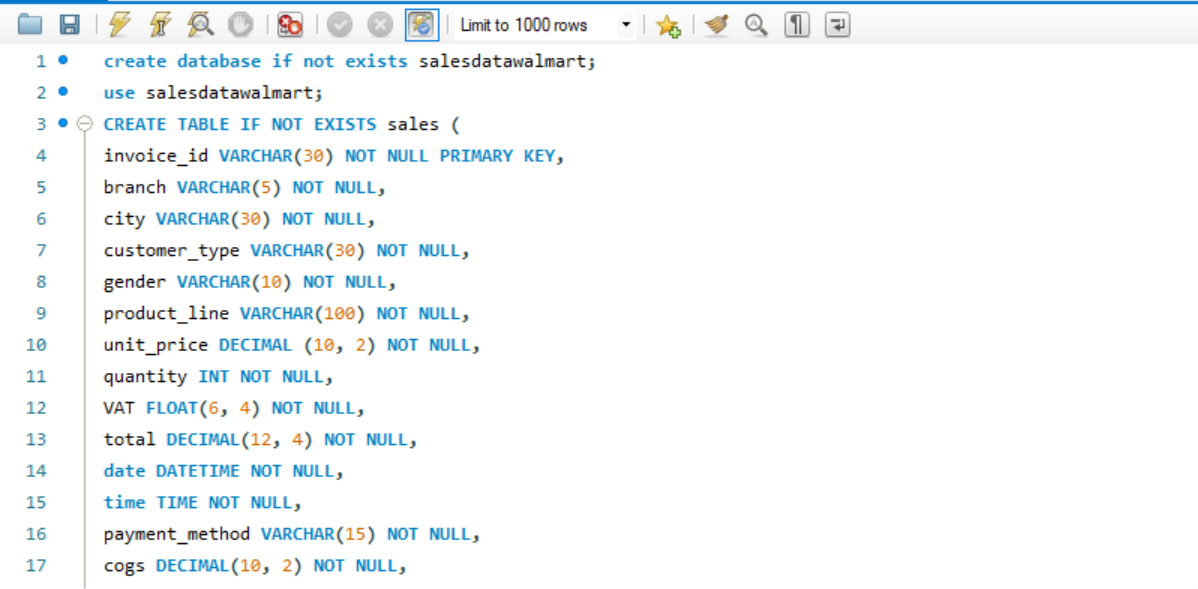 Limit to 1000 rows
1 create database if not exists salesdatawalmart;
2 use salesdatawalmart;
3 CREATE TABLE IF NOT EXISTS sales (
4 invoice_id VARCHAR(30) NOT NULL PRIMARY KEY,
5 branch VARCHAR(5) NOT NULL,
6 city VARCHAR(30) NOT NULL,
7 customer_type VARCHAR(30) NOT NULL,
8 gender VARCHAR(10) NOT NULL,
9 product_line VARCHAR(100) NOT NULL,
10 unit_price DECIMAL (10, 2) NOT NULL,
11 quantity INT NOT NULL,
12 VAT FLOAT(6, 4) NOT NULL,
13 total DECIMAL(12, 4) NOT NULL,
14 date DATETIME NOT NULL,
15 time TIME NOT NULL,
16 payment_method VARCHAR(15) NOT NULL,
17 cogs DECIMAL(10, 2) NOT NULL,